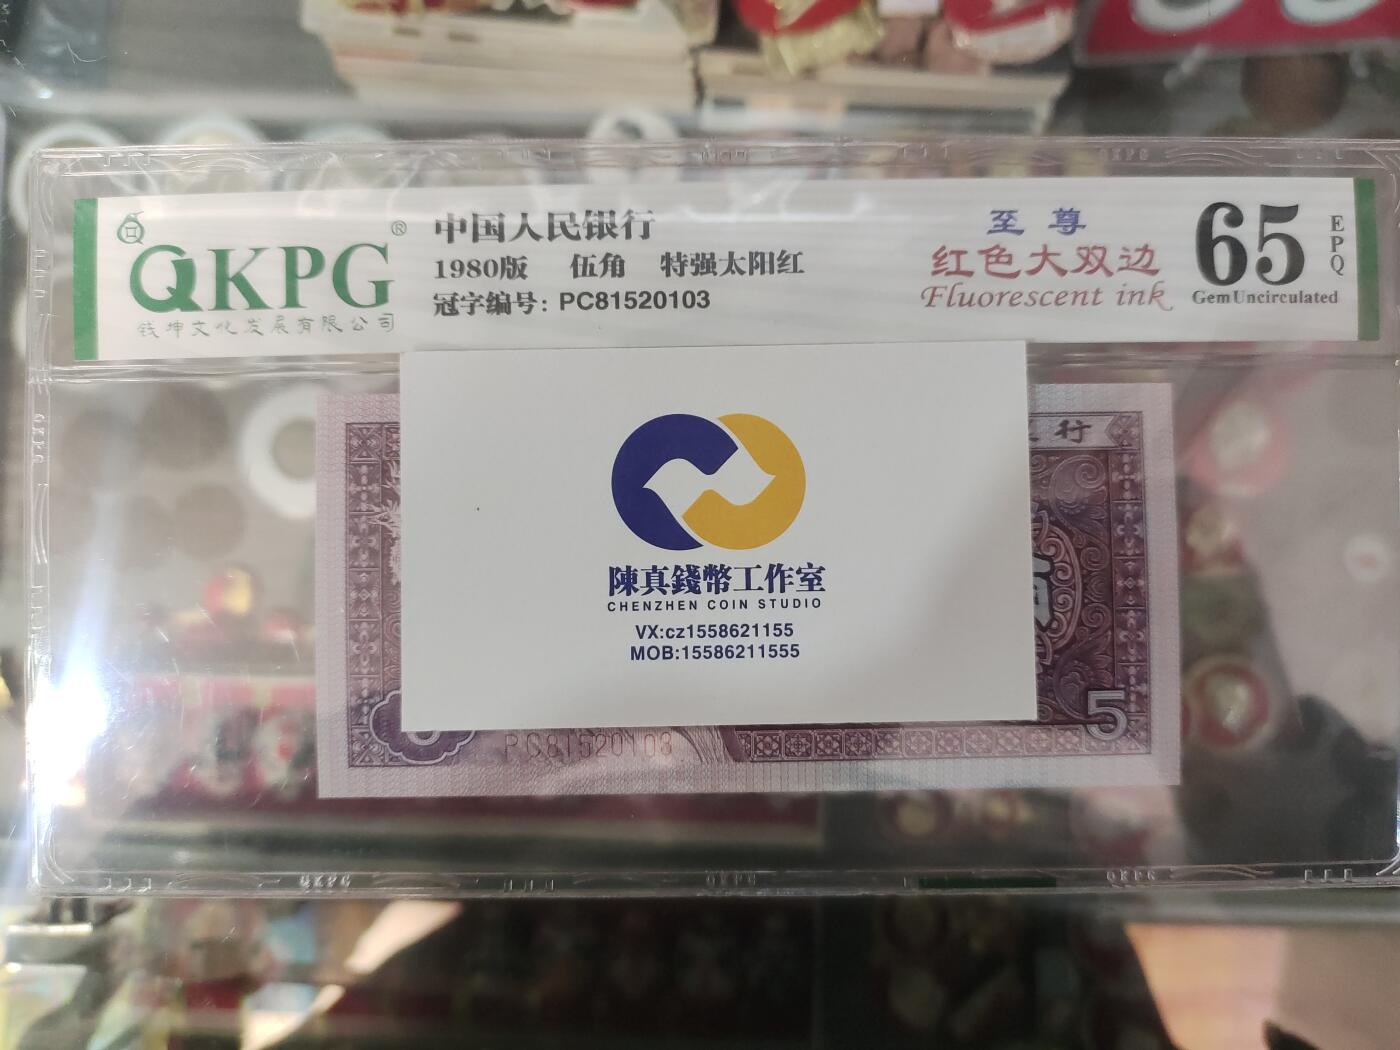 QKPG®
钱坤文化发展有限公司
中国人民银行
1980版 伍角 特强太阳红
冠字编号: PC81520103
至尊
红色大双边
Fluorescent ink
65
EPQ
Gem Uncirculated
行
陳真錢幣工作室
CHENZHEN COIN STUDIO
VX:cz1558621155
MOB:15586211555
5
PC81520103